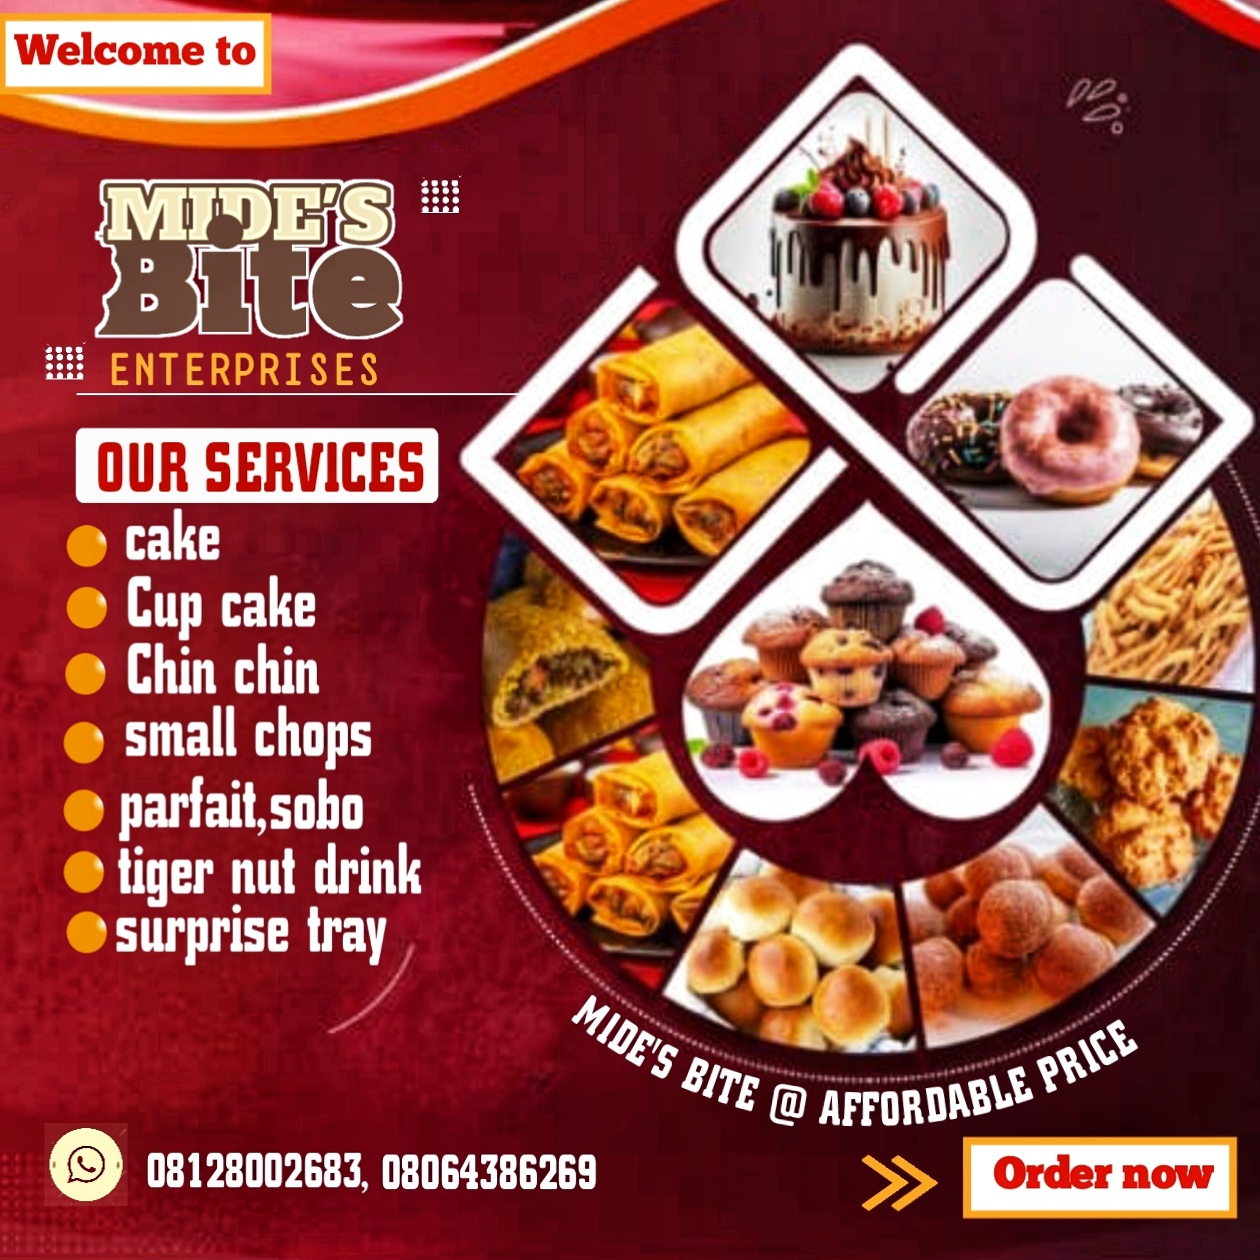 Welcome to
MIDE'S
Bite
ENTERPRISES
OUR SERVICES
cake
Cup cake
Chin chin
small chops
parfait,sobo
tiger nut drink
surprise tray
MIDE'S BITE @ AFFORDABLE PRICE
08128002683, 08064386269
Order now